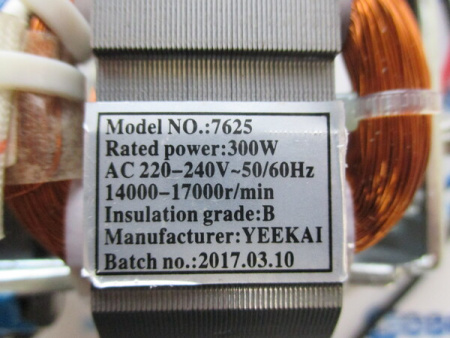 Model NO.:7625
Rated power:300W
AC 220-240V~50/60Hz
14000-17000r/min
Insulation grade:B
Manufacturer:YEEKAI
Batch no.:2017.03.10